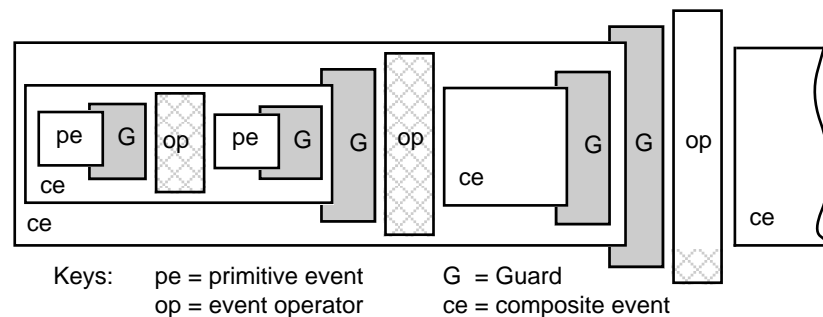 pe
G
op
pe
G
ce
G
ce
op
ce
G
G
op
ce
Keys:
pe = primitive event
G = Guard
op = event operator
ce = composite event